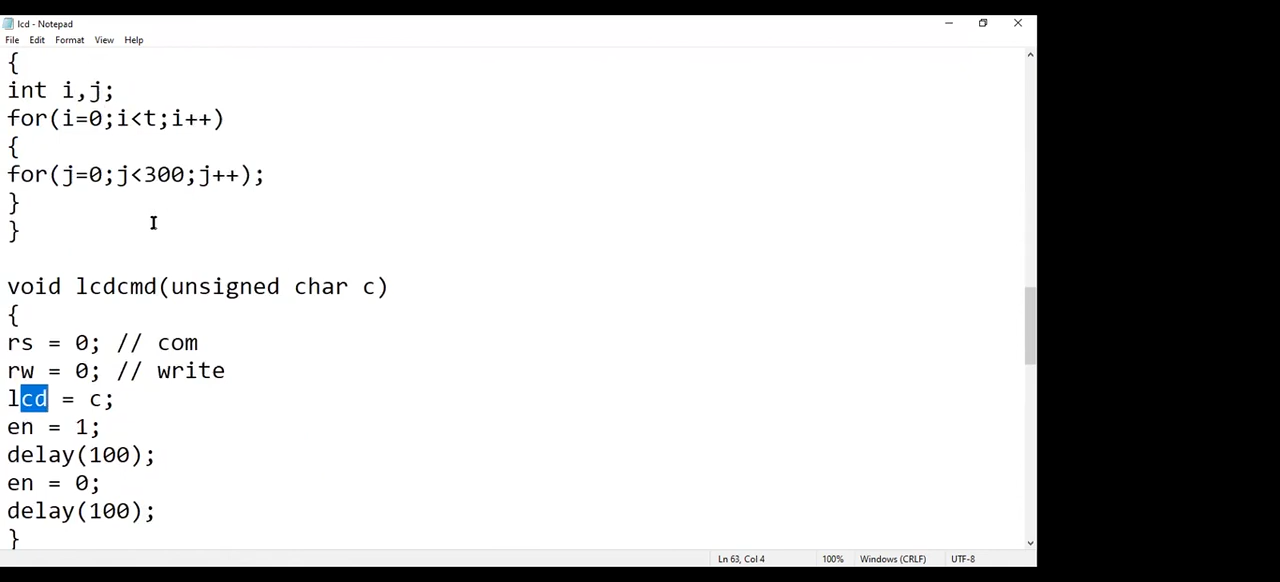 lcd - Notepad
File Edit Format View Help
{
int i,j;
for(i=0;i<t;i++)
{
for(j=0;j<300;j++);
}
}
void lcdcmd(unsigned char c)
{
rs = 0; // com
rw = 0; // write
lcd = c;
en = 1;
delay(100);
en = 0;
delay(100);
}
Ln 63, Col 4 100% Windows (CRLF) UTF-8